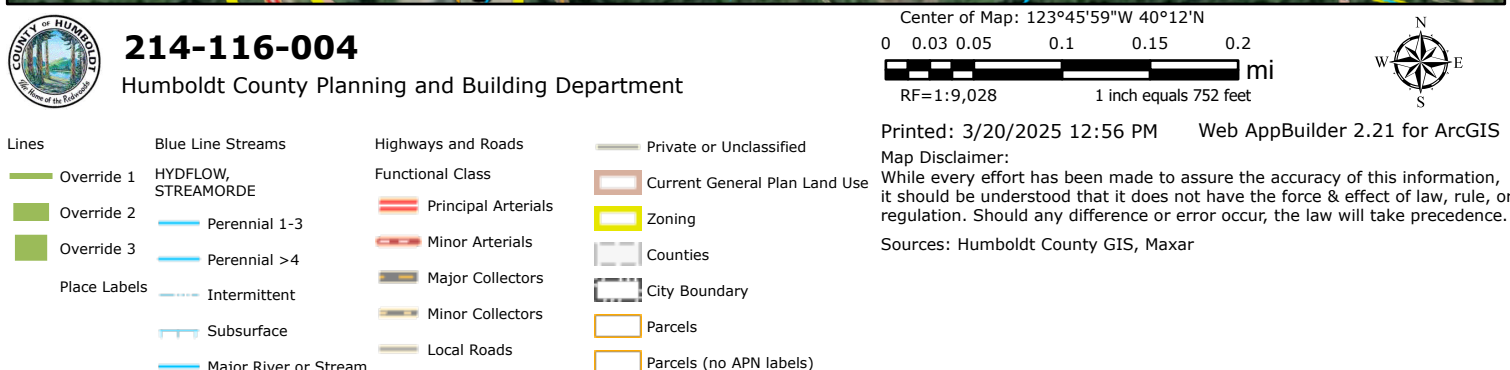 COUNTY OF HUMBOLDT
The Home of the Redwoods
214-116-004
Humboldt County Planning and Building Department
Center of Map: 123°45'59"W 40°12'N
0 0.03 0.05 0.1 0.15 0.2
mi
RF=1:9,028 1 inch equals 752 feet
N
W E
S
Printed: 3/20/2025 12:56 PM Web AppBuilder 2.21 for ArcGIS
Map Disclaimer:
While every effort has been made to assure the accuracy of this information,
it should be understood that it does not have the force & effect of law, rule, or
regulation. Should any difference or error occur, the law will take precedence.
Sources: Humboldt County GIS, Maxar
Lines
Override 1
Override 2
Override 3
Place Labels
Blue Line Streams
HYDFLOW,
STREAMORDE
Perennial 1-3
Perennial >4
Intermittent
Subsurface
Major River or Stream
Highways and Roads
Functional Class
Principal Arterials
Minor Arterials
Major Collectors
Minor Collectors
Local Roads
Private or Unclassified
Current General Plan Land Use
Zoning
Counties
City Boundary
Parcels
Parcels (no APN labels)